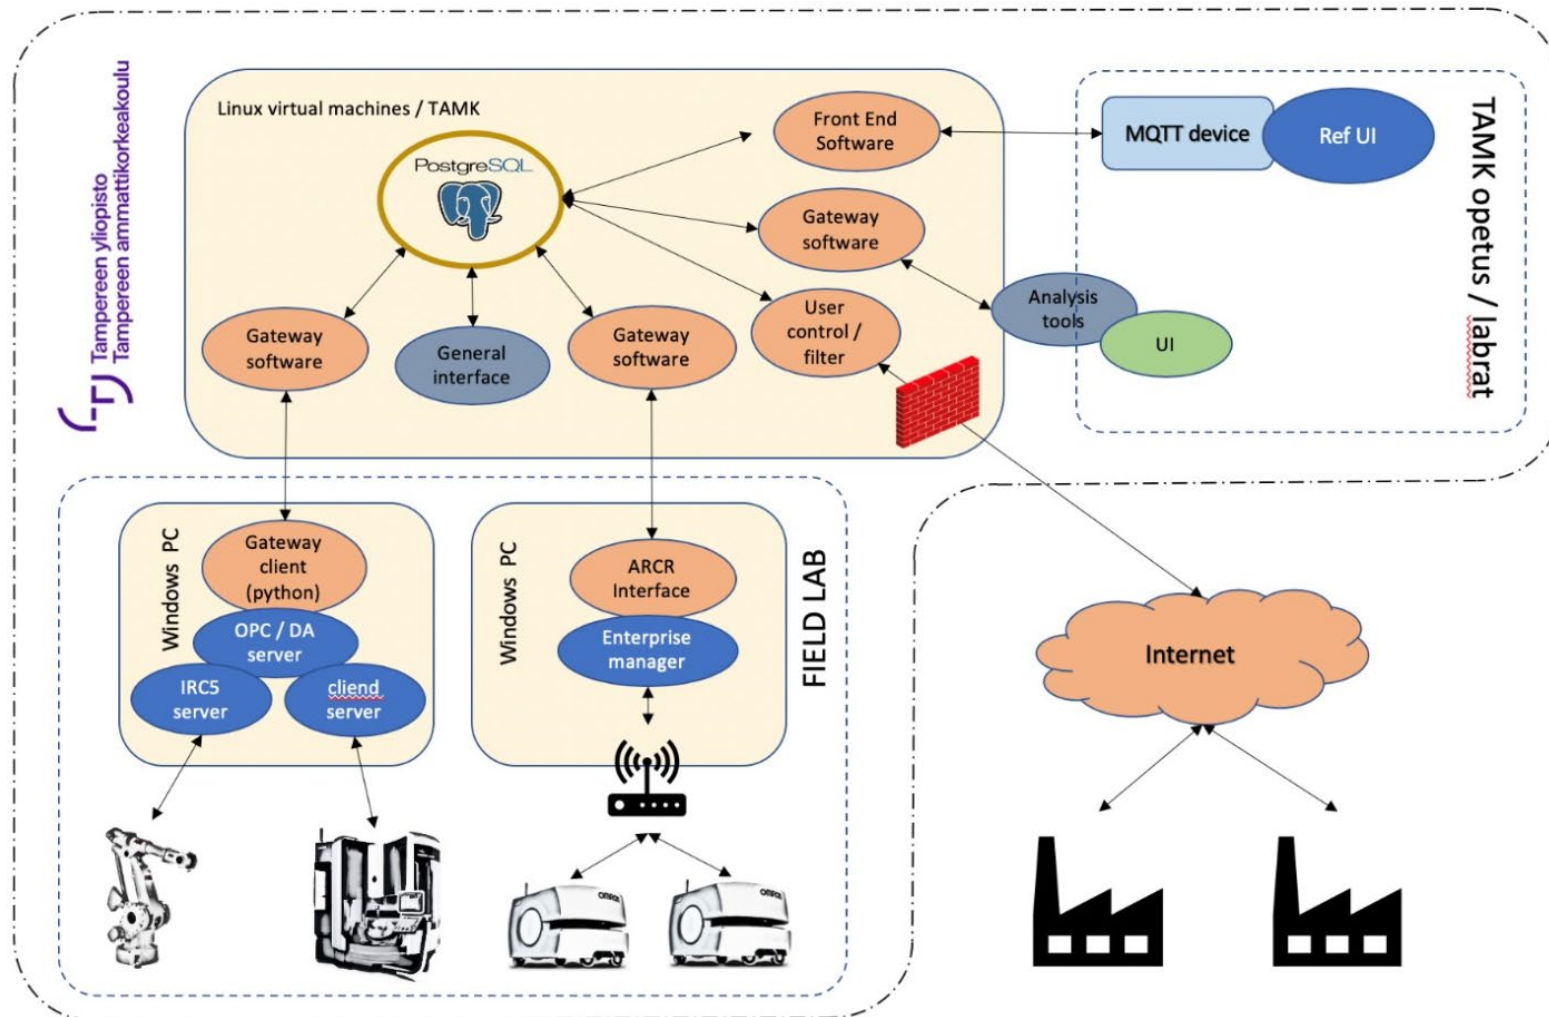 Tampereen yliopisto
Tampereen ammattikorkeakoulu
Linux virtual machines / TAMK
PostgreSQL
Front End
Software
MQTT device
Ref UI
TAMK opetus / labrat
Gateway
software
Analysis
tools
UI
User
control /
filter
Gateway
software
General
interface
Gateway
software
Windows PC
Gateway
client
(python)
OPC / DA
server
IRC5
server
cliend
server
Windows PC
ARCR
Interface
Enterprise
manager
FIELD LAB
Internet
OMRON
OMRON